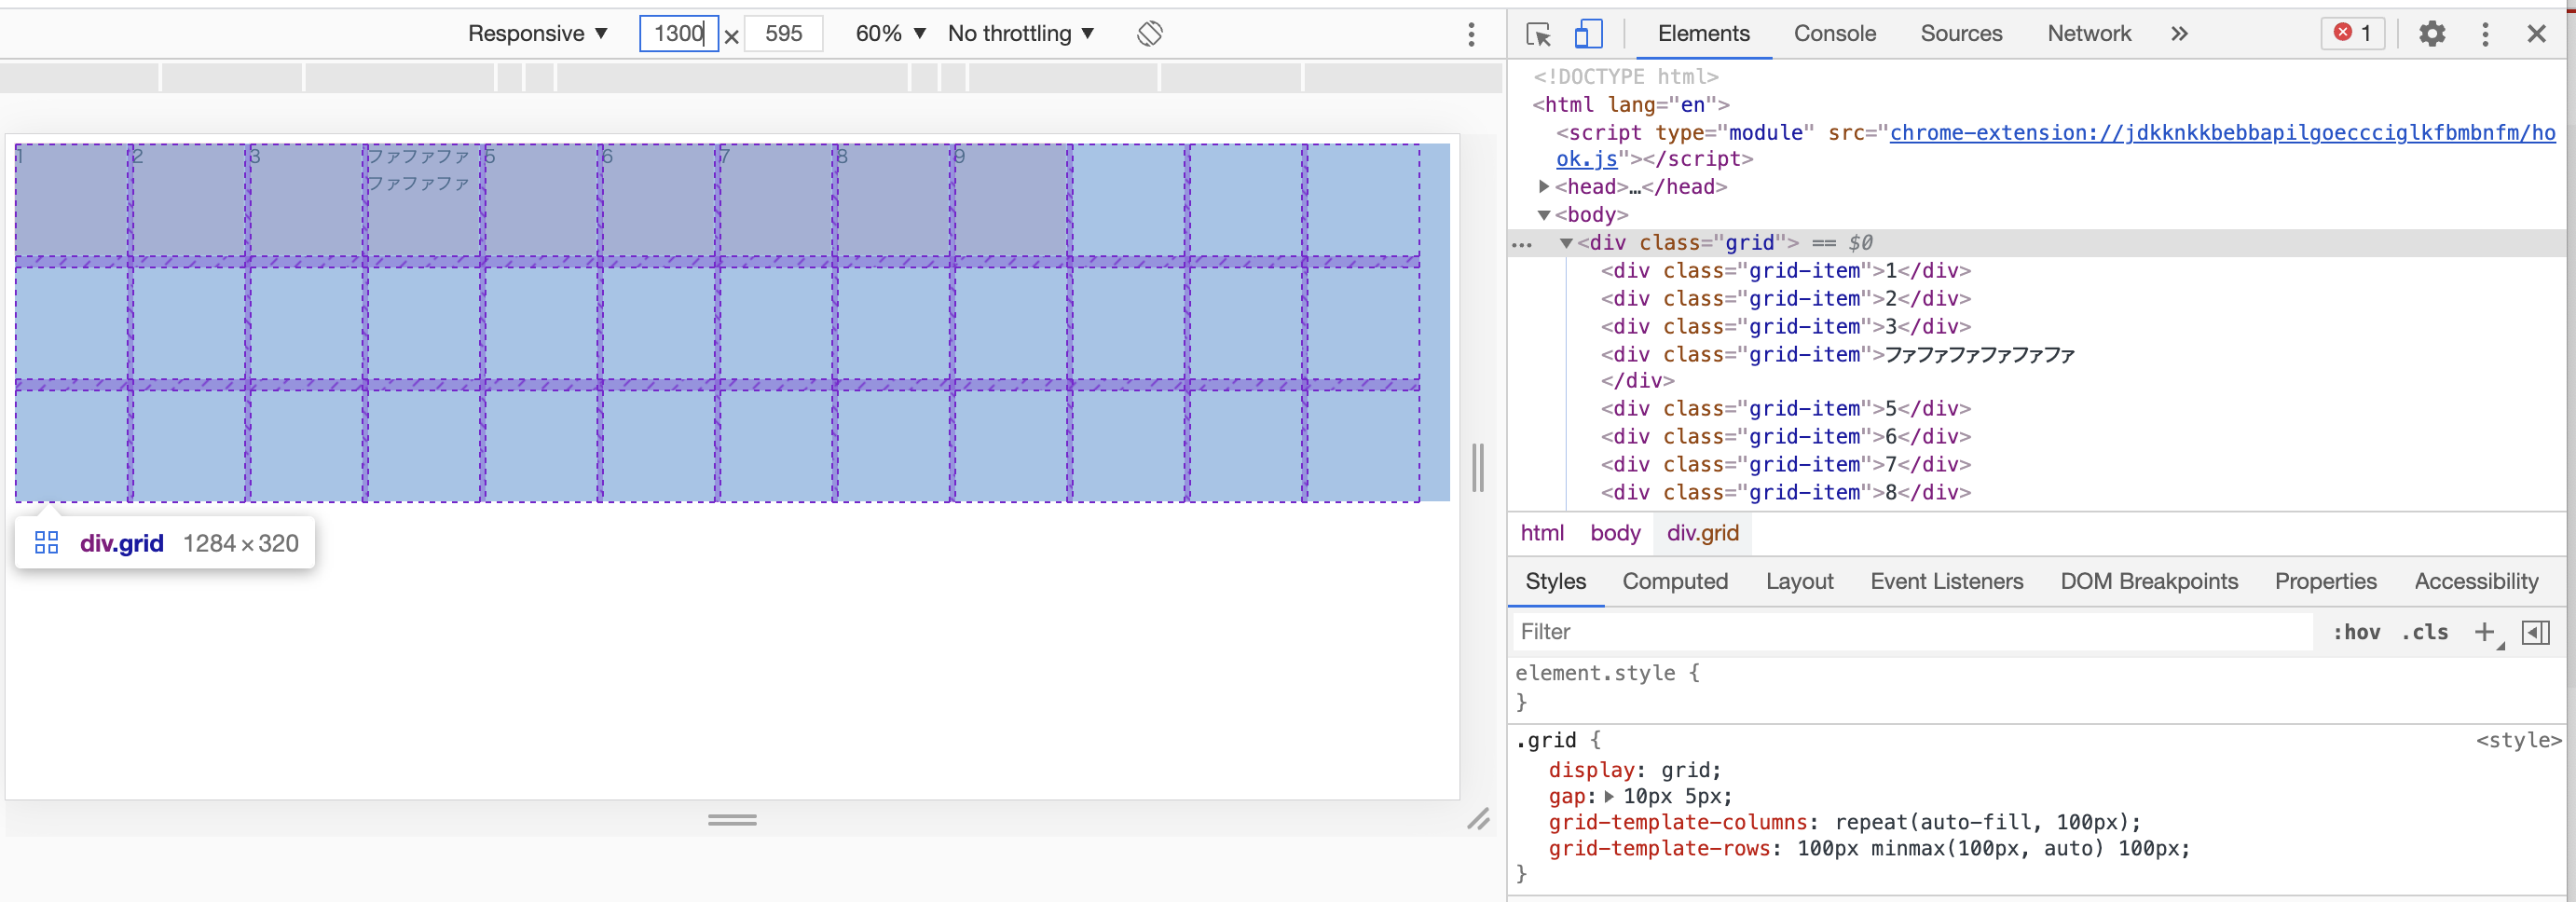 Responsive ▼ 1300 × 595 60% ▼ No throttling ▼
1 2 3 ファファファ 5 6 7 8 9
ファファファ
div.grid 1284×320
Elements Console Sources Network » 1
<!DOCTYPE html>
<html lang="en">
<script type="module" src="chrome-extension://jdkknkkbebbapilgoeccciglkfbmbnfm/ho
ok.js"></script>
▶<head>…</head>
▼<body>
… ▼<div class="grid"> == $0
<div class="grid-item">1</div>
<div class="grid-item">2</div>
<div class="grid-item">3</div>
<div class="grid-item">ファファファファファファ
</div>
<div class="grid-item">5</div>
<div class="grid-item">6</div>
<div class="grid-item">7</div>
<div class="grid-item">8</div>
html body div.grid
Styles Computed Layout Event Listeners DOM Breakpoints Properties Accessibility
Filter :hov .cls +
element.style {
}
.grid { <style>
display: grid;
gap: ▶ 10px 5px;
grid-template-columns: repeat(auto-fill, 100px);
grid-template-rows: 100px minmax(100px, auto) 100px;
}